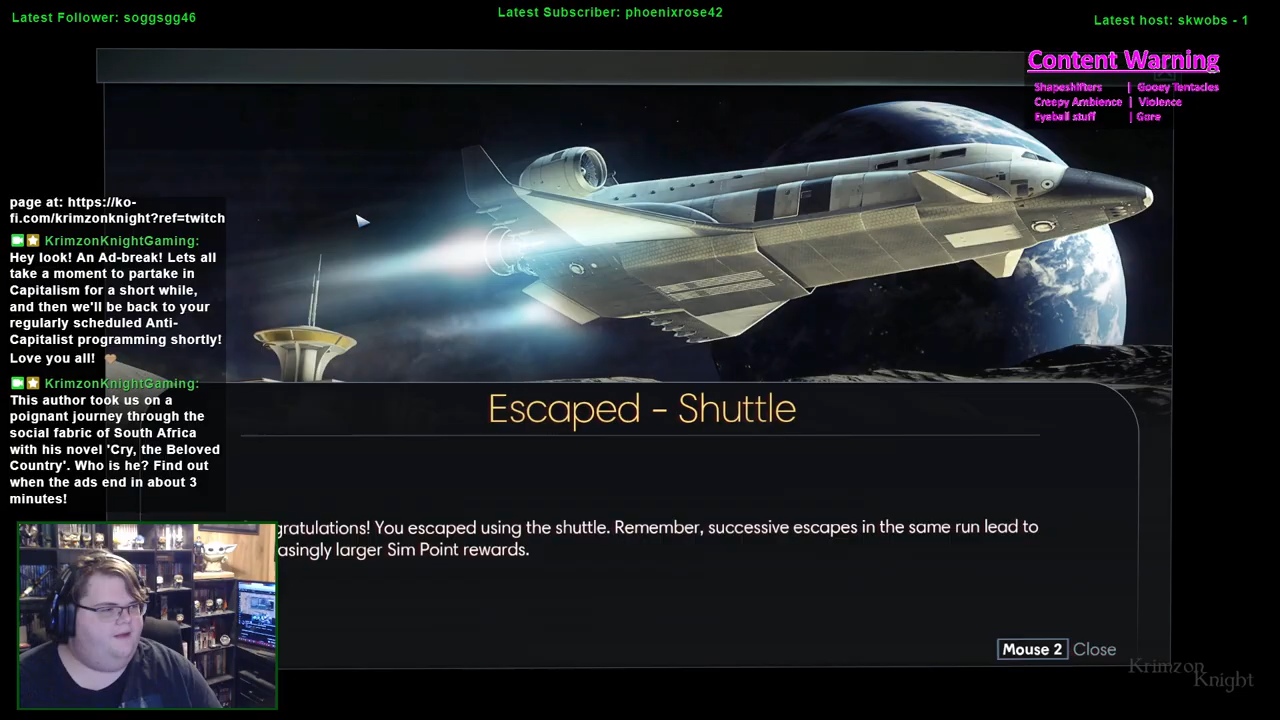 Latest Follower: soggsgg46
Latest Subscriber: phoenixrose42
Latest host: skwobs - 1
Content Warning
Shapeshifters | Gooey Tentacles
Creepy Ambience | Violence
Eyeball stuff | Gore
page at: https://ko-
fi.com/krimzonknight?ref=twitch
KrimzonKnightGaming:
Hey look! An Ad-break! Lets all
take a moment to partake in
Capitalism for a short while,
and then we'll be back to your
regularly scheduled Anti-
Capitalist programming shortly!
Love you all!
KrimzonKnightGaming:
This author took us on a
poignant journey through the
social fabric of South Africa
with his novel 'Cry, the Beloved
Country'. Who is he? Find out
when the ads end in about 3
minutes!
Escaped - Shuttle
gratulations! You escaped using the shuttle. Remember, successive escapes in the same run lead to
asingly larger Sim Point rewards.
Mouse 2 Close
Krimzon
Knight